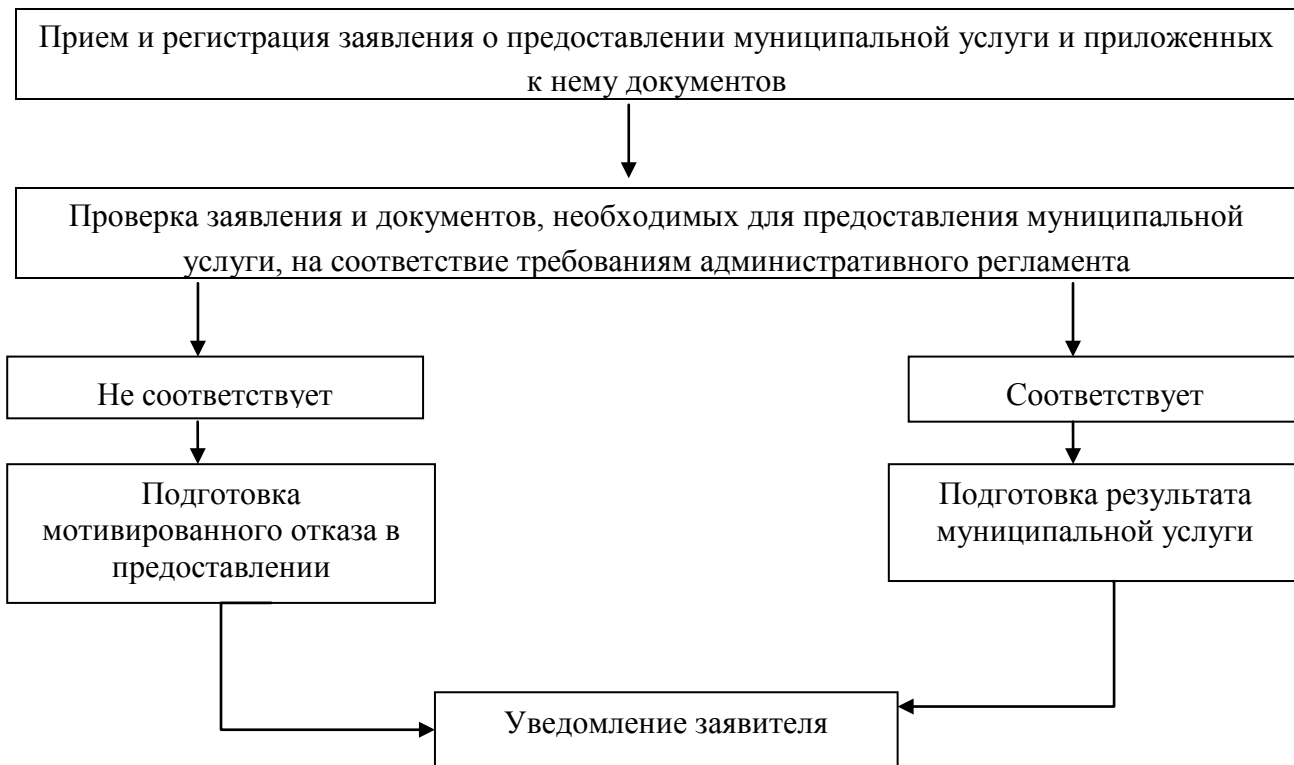 Прием и регистрация заявления о предоставлении муниципальной услуги и приложенных
к нему документов
Проверка заявления и документов, необходимых для предоставления муниципальной
услуги, на соответствие требованиям административного регламента
Не соответствует
Соответствует
Подготовка
мотивированного отказа в
предоставлении
Подготовка результата
муниципальной услуги
Уведомление заявителя